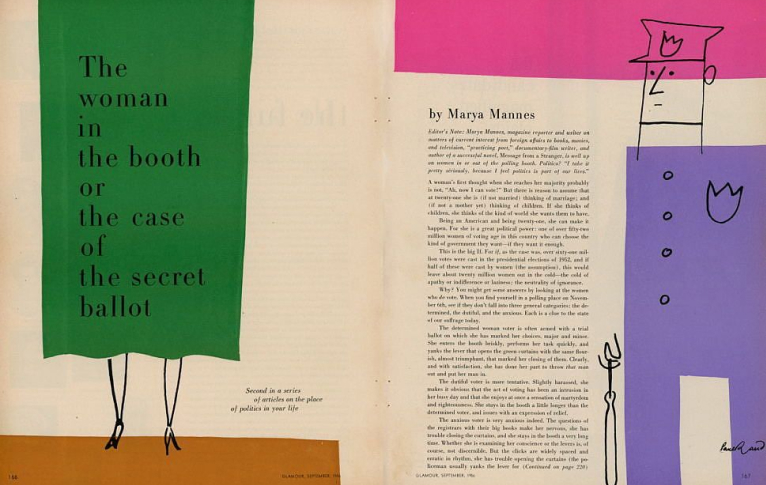 The
woman
in
the booth
or
the case
of
the secret
ballot
Second in a series
of articles on the place
of politics in your life
188
GLAMOUR, SEPTEMBER, 1956
by Marya Mannes
Editor's Note: Marya Mannes, magazine reporter and writer on
matters of current interest from foreign affairs to books, movies,
and television, "practicing poet," documentary-film writer, and
author of a successful novel, Message from a Stranger, is well up
on women in or out of the polling booth. Politics? "I take it
pretty seriously, because I feel politics is part of our lives."
A woman's first thought when she reaches her majority probably
is not, "Ah, now I can vote!" But there is reason to assume that
at twenty-one she is (if not married) thinking of marriage; and
(if not a mother yet) thinking of children. If she thinks of
children, she thinks of the kind of world she wants them to have.
Being an American and being twenty-one, she can make it
happen. For she is a great political power: one of over fifty-two
million women of voting age in this country who can choose the
kind of government they want—if they want it enough.
This is the big If. For if, as the case was, over sixty-one mil-
lion votes were cast in the presidential elections of 1952, and if
half of these were cast by women (the assumption), this would
leave about twenty million women out in the cold—the cold of
apathy or indifference or laziness: the neutrality of ignorance.
Why? You might get some answers by looking at the women
who do vote. When you find yourself in a polling place on Novem-
ber 6th, see if they don't fall into three general categories: the de-
termined, the dutiful, and the anxious. Each is a clue to the state
of our suffrage today.
The determined woman voter is often armed with a trial
ballot on which she has marked her choices, major and minor.
She enters the booth briskly, performs her task quickly, and
yanks the lever that opens the green curtains with the same flour-
ish, almost triumphant, that marked her closing of them. Clearly,
and with satisfaction, she has done her part to throw that man
out and put her man in.
The dutiful voter is more tentative. Slightly harassed, she
makes it obvious that the act of voting has been an intrusion in
her busy day and that she enjoys at once a sensation of martyrdom
and righteousness. She stays in the booth a little longer than the
determined voter, and issues with an expression of relief.
The anxious voter is very anxious indeed. The questions of
the registrars with their big books make her nervous, she has
trouble closing the curtains, and she stays in the booth a very long
time. Whether she is examining her conscience or the levers is, of
course, not discernible. But the clicks are widely spaced and
erratic in rhythm, she has trouble opening the curtains (the po-
liceman usually yanks the lever for (Continued on page 220)
GLAMOUR, SEPTEMBER, 1956
Paul Rand